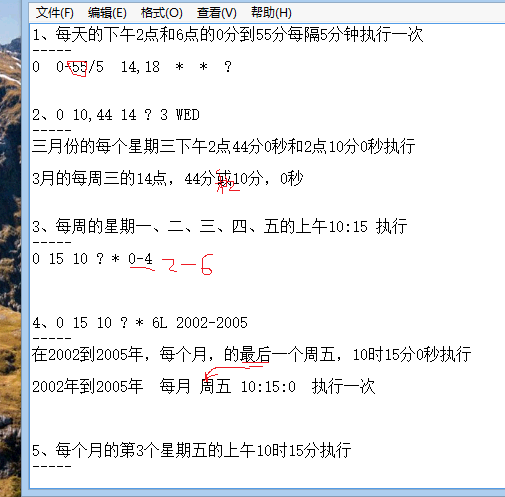 文件(F) 编辑(E) 格式(O) 查看(V) 帮助(H)
1、每天的下午2点和6点的0分到55分每隔5分钟执行一次
-----
0 0-55/5 14,18 * * ?
2、0 10,44 14 ? 3 WED
-----
三月份的每个星期三下午2点44分0秒和2点10分0秒执行
3月的每周三的14点，44分或10分，0秒
和
3、每周的星期一、二、三、四、五的上午10:15 执行
-----
0 15 10 ? * 0-4 2-6
4、0 15 10 ? * 6L 2002-2005
-----
在2002到2005年，每个月，的最后一个周五，10时15分0秒执行
2002年到2005年 每月 周五 10:15:0 执行一次
5、每个月的第3个星期五的上午10时15分执行
-----